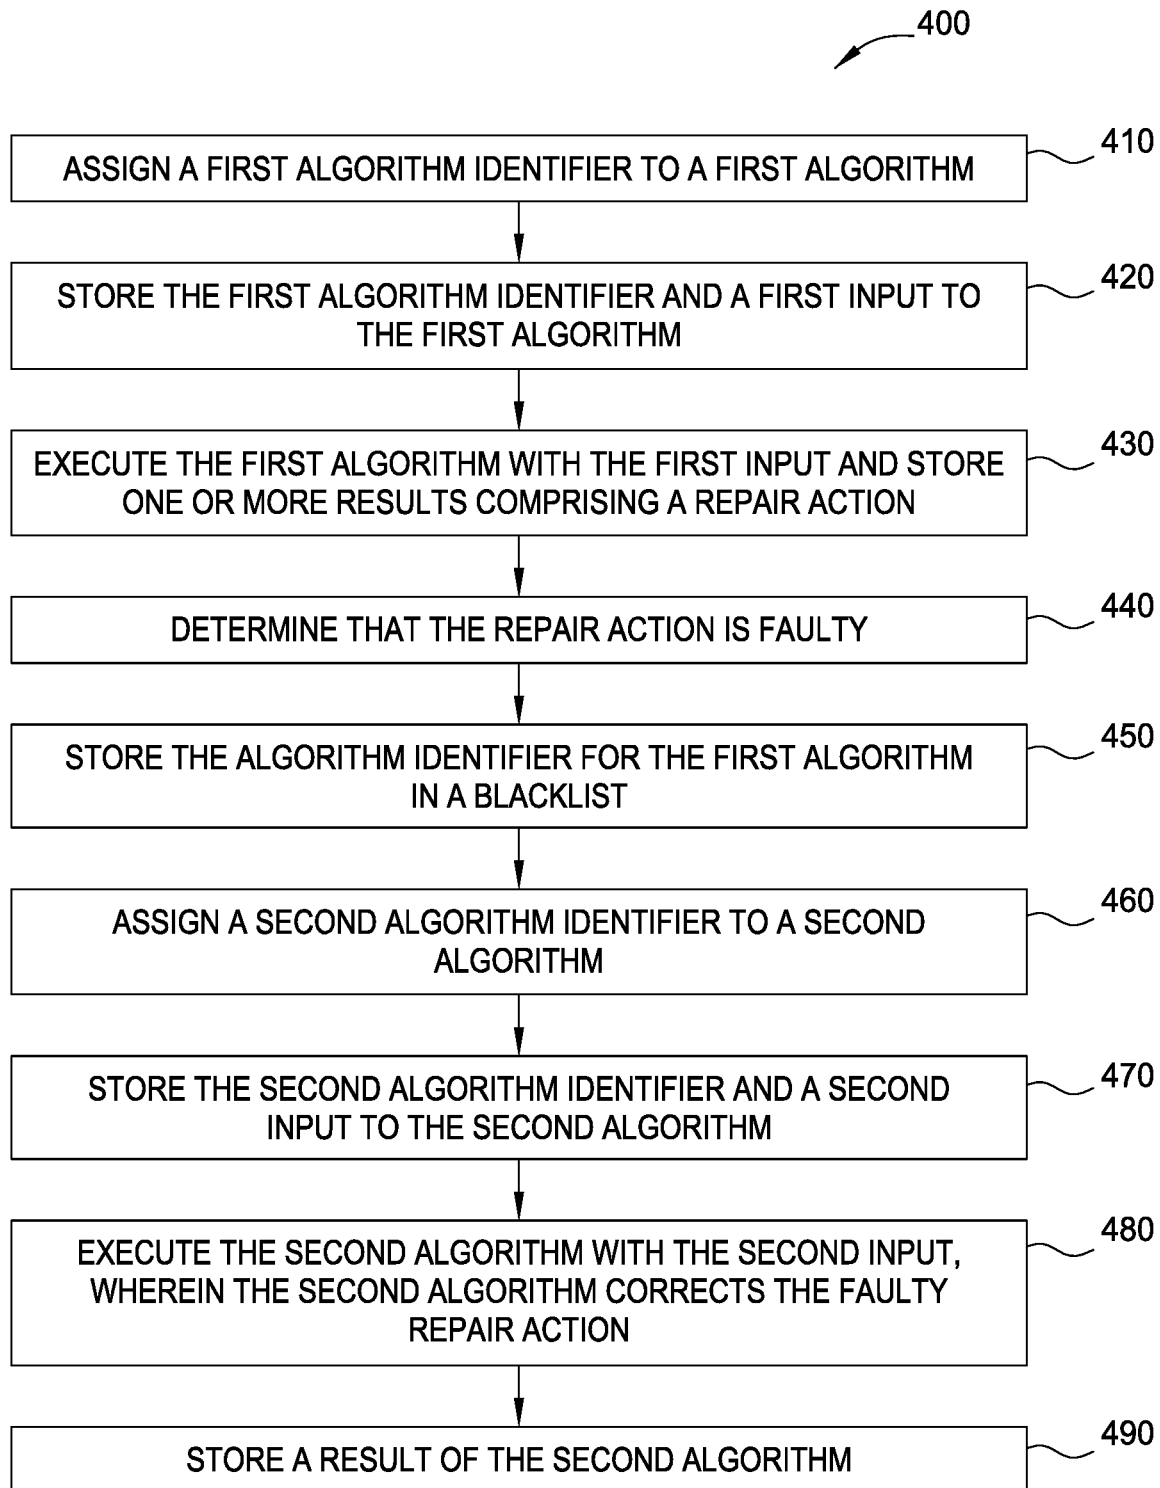 400
410
ASSIGN A FIRST ALGORITHM IDENTIFIER TO A FIRST ALGORITHM
420
STORE THE FIRST ALGORITHM IDENTIFIER AND A FIRST INPUT TO
THE FIRST ALGORITHM
430
EXECUTE THE FIRST ALGORITHM WITH THE FIRST INPUT AND STORE
ONE OR MORE RESULTS COMPRISING A REPAIR ACTION
440
DETERMINE THAT THE REPAIR ACTION IS FAULTY
450
STORE THE ALGORITHM IDENTIFIER FOR THE FIRST ALGORITHM
IN A BLACKLIST
460
ASSIGN A SECOND ALGORITHM IDENTIFIER TO A SECOND
ALGORITHM
470
STORE THE SECOND ALGORITHM IDENTIFIER AND A SECOND
INPUT TO THE SECOND ALGORITHM
480
EXECUTE THE SECOND ALGORITHM WITH THE SECOND INPUT,
WHEREIN THE SECOND ALGORITHM CORRECTS THE FAULTY
REPAIR ACTION
490
STORE A RESULT OF THE SECOND ALGORITHM